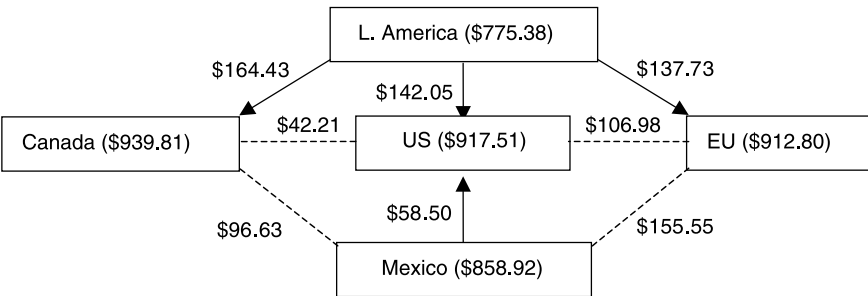 L. America ($775.38)
$164.43
$137.73
$142.05
Canada ($939.81)
$42.21
US ($917.51)
$106.98
EU ($912.80)
$96.63
$58.50
$155.55
Mexico ($858.92)